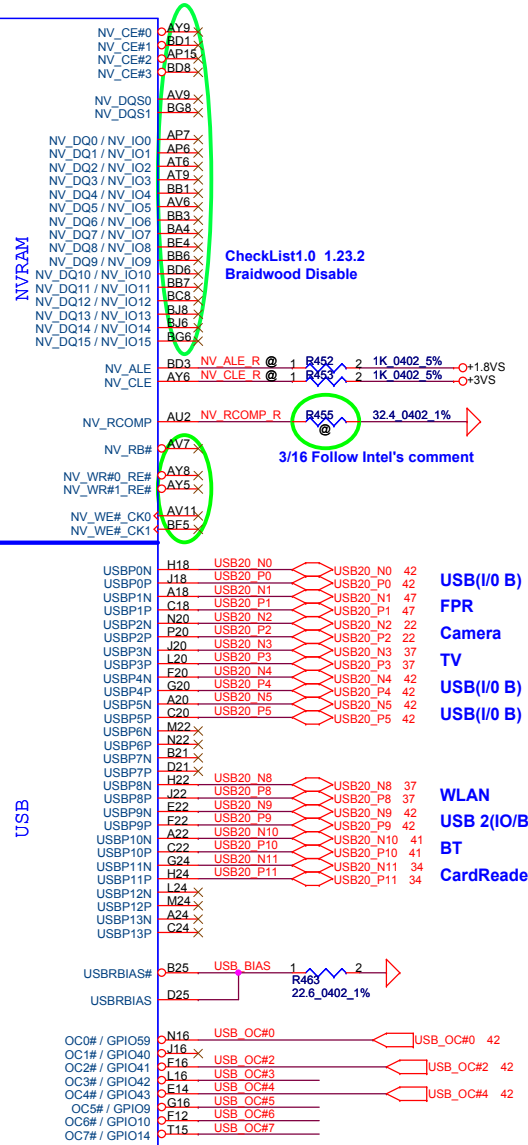 NVRAM
NV_CE#0 AY9
NV_CE#1 BD1
NV_CE#2 AP15
NV_CE#3 BD8
NV_DQS0 AV9
NV_DQS1 BG8
NV_DQ0 / NV_IO0 AP7
NV_DQ1 / NV_IO1 AP6
NV_DQ2 / NV_IO2 AT6
NV_DQ3 / NV_IO3 AT9
NV_DQ4 / NV_IO4 BB1
NV_DQ5 / NV_IO5 AV6
NV_DQ6 / NV_IO6 BB3
NV_DQ7 / NV_IO7 BA4
NV_DQ8 / NV_IO8 BE4
NV_DQ9 / NV_IO9 BB6
NV_DQ10 / NV_IO10 BD6
NV_DQ11 / NV_IO11 BB7
NV_DQ12 / NV_IO12 BC8
NV_DQ13 / NV_IO13 BJ8
NV_DQ14 / NV_IO14 BJ6
NV_DQ15 / NV_IO15 BG6
CheckList1.0 1.23.2
Braidwood Disable
NV_ALE BD3 NV_ALE_R @ 1 R452 2 1K_0402_5% +1.8VS
NV_CLE AY6 NV_CLE_R @ 1 R453 2 1K_0402_5% +3VS
NV_RCOMP AU2 NV_RCOMP_R R455 32.4_0402_1%
@
3/16 Follow Intel's comment
NV_RB# AV7
NV_WR#0_RE# AY8
NV_WR#1_RE# AY5
NV_WE#_CK0 AV11
NV_WE#_CK1 BF5
USB
USBP0N H18 USB20_N0 USB20_N0 42
USBP0P J18 USB20_P0 USB20_P0 42 USB(I/0 B)
USBP1N A18 USB20_N1 USB20_N1 47
USBP1P C18 USB20_P1 USB20_P1 47 FPR
USBP2N N20 USB20_N2 USB20_N2 22
USBP2P P20 USB20_P2 USB20_P2 22 Camera
USBP3N J20 USB20_N3 USB20_N3 37
USBP3P L20 USB20_P3 USB20_P3 37 TV
USBP4N F20 USB20_N4 USB20_N4 42
USBP4P G20 USB20_P4 USB20_P4 42 USB(I/0 B)
USBP5N A20 USB20_N5 USB20_N5 42
USBP5P C20 USB20_P5 USB20_P5 42 USB(I/0 B)
USBP6N M22
USBP6P N22
USBP7N B21
USBP7P D21
USBP8N H22 USB20_N8 USB20_N8 37
USBP8P J22 USB20_P8 USB20_P8 37 WLAN
USBP9N E22 USB20_N9 USB20_N9 42
USBP9P F22 USB20_P9 USB20_P9 42 USB 2(IO/B
USBP10N A22 USB20_N10 USB20_N10 41
USBP10P C22 USB20_P10 USB20_P10 41 BT
USBP11N G24 USB20_N11 USB20_N11 34
USBP11P H24 USB20_P11 USB20_P11 34 CardReade
USBP12N L24
USBP12P M24
USBP13N A24
USBP13P C24
USBRBIAS# B25 USB_BIAS 1 2
R463
22.6_0402_1%
USBRBIAS D25
OC0# / GPIO59 N16 USB_OC#0 USB_OC#0 42
OC1# / GPIO40 J16
OC2# / GPIO41 F16 USB_OC#2 USB_OC#2 42
OC3# / GPIO42 L16 USB_OC#3
OC4# / GPIO43 E14 USB_OC#4 USB_OC#4 42
OC5# / GPIO9 G16 USB_OC#5
OC6# / GPIO10 F12 USB_OC#6
OC7# / GPIO14 T15 USB_OC#7